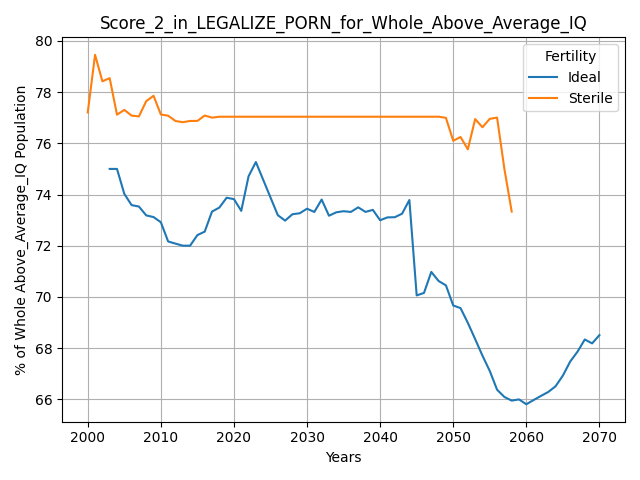 Score_2_in_LEGALIZE_PORN_for_Whole_Above_Average_IQ
% of Whole Above_Average_IQ Population
80
78
76
74
72
70
68
66
Fertility
Ideal
Sterile
2000 2010 2020 2030 2040 2050 2060 2070
Years